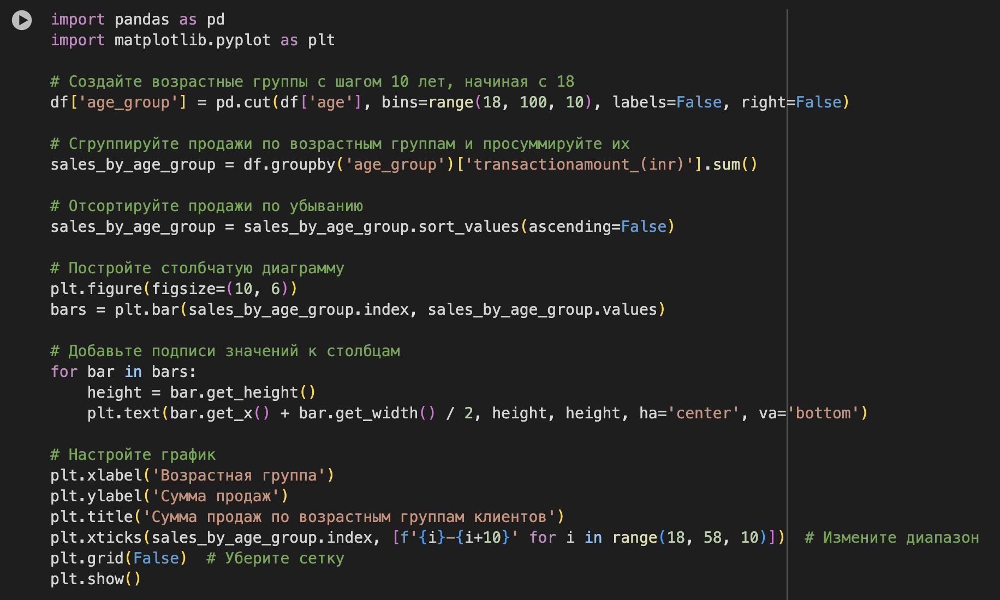 import pandas as pd
import matplotlib.pyplot as plt
# Создайте возрастные группы с шагом 10 лет, начиная с 18
df['age_group'] = pd.cut(df['age'], bins=range(18, 100, 10), labels=False, right=False)
# Сгруппируйте продажи по возрастным группам и просуммируйте их
sales_by_age_group = df.groupby('age_group')['transactionamount_(inr)'].sum()
# Отсортируйте продажи по убыванию
sales_by_age_group = sales_by_age_group.sort_values(ascending=False)
# Постройте столбчатую диаграмму
plt.figure(figsize=(10, 6))
bars = plt.bar(sales_by_age_group.index, sales_by_age_group.values)
# Добавьте подписи значений к столбцам
for bar in bars:
    height = bar.get_height()
    plt.text(bar.get_x() + bar.get_width() / 2, height, height, ha='center', va='bottom')
# Настройте график
plt.xlabel('Возрастная группа')
plt.ylabel('Сумма продаж')
plt.title('Сумма продаж по возрастным группам клиентов')
plt.xticks(sales_by_age_group.index, [f'{i}-{i+10}' for i in range(18, 58, 10)])  # Измените диапазон
plt.grid(False)  # Уберите сетку
plt.show()